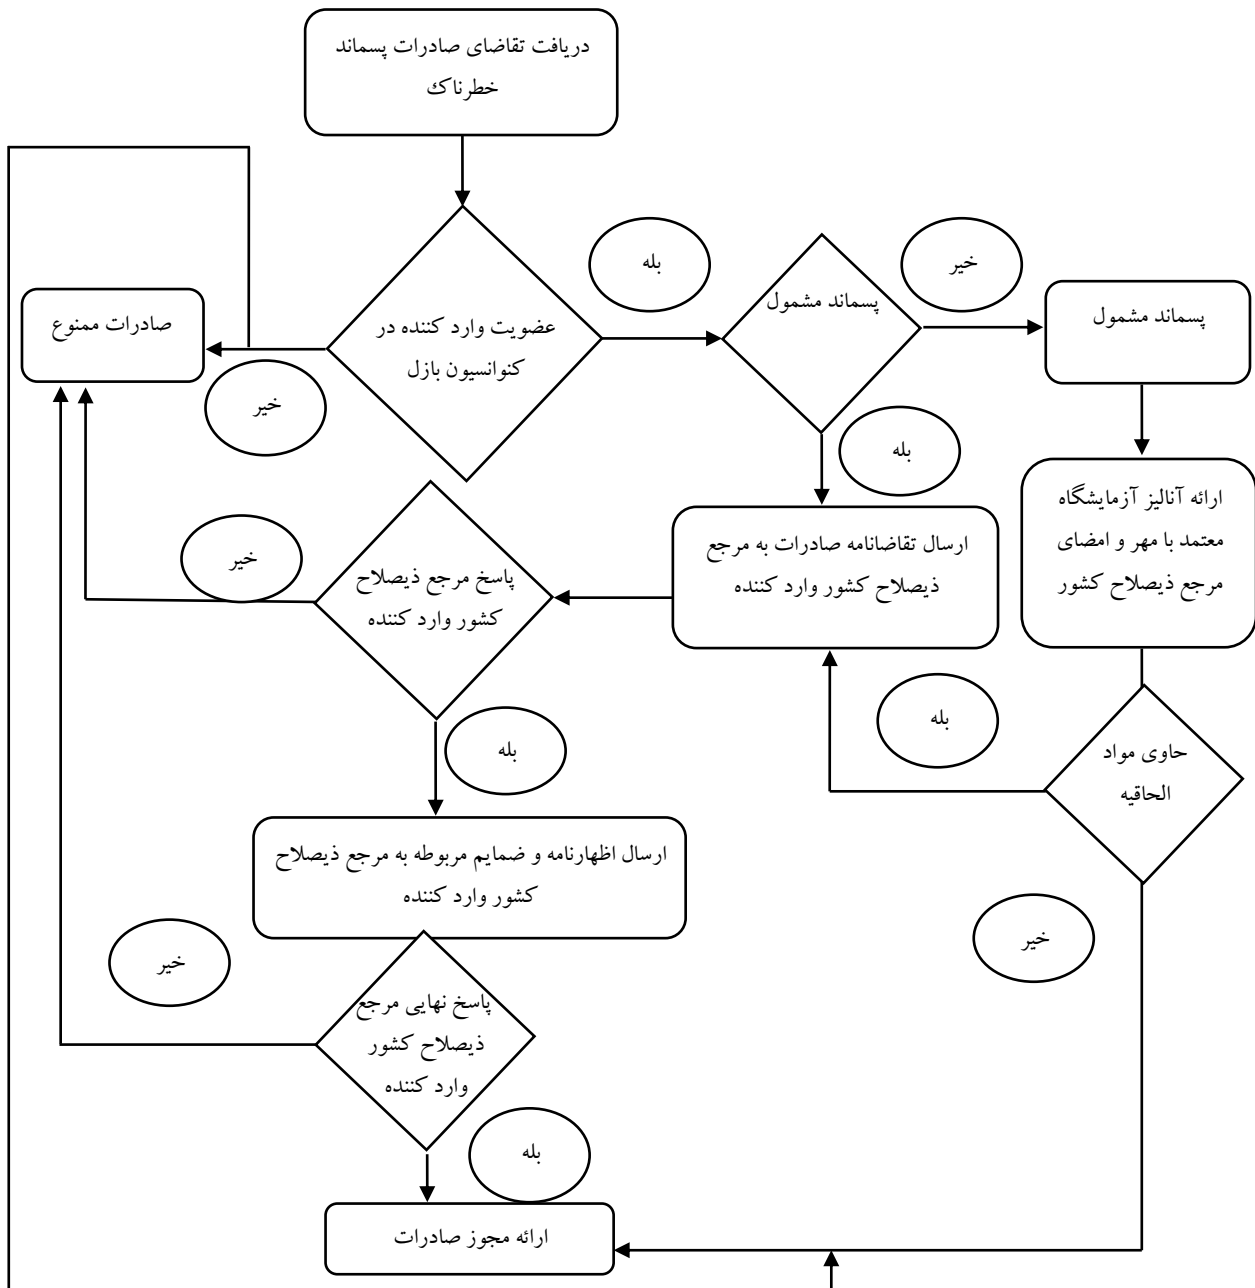 دریافت تقاضای صادرات پسماند
خطرناک
بله
خیر
پسماند مشمول
پسماند مشمول
عضویت وارد کننده در
کنوانسیون بازل
صادرات ممنوع
خیر
بله
ارائه آنالیز آزمایشگاه
معتمد با مهر و امضای
مرجع ذیصلاح کشور
ارسال تقاضانامه صادرات به مرجع
ذیصلاح کشور وارد کننده
پاسخ مرجع ذیصلاح
کشور وارد کننده
خیر
بله
بله
حاوی مواد
الحاقیه
ارسال اظهارنامه و ضمایم مربوطه به مرجع ذیصلاح
کشور وارد کننده
خیر
خیر
پاسخ نهایی مرجع
ذیصلاح کشور
وارد کننده
بله
ارائه مجوز صادرات